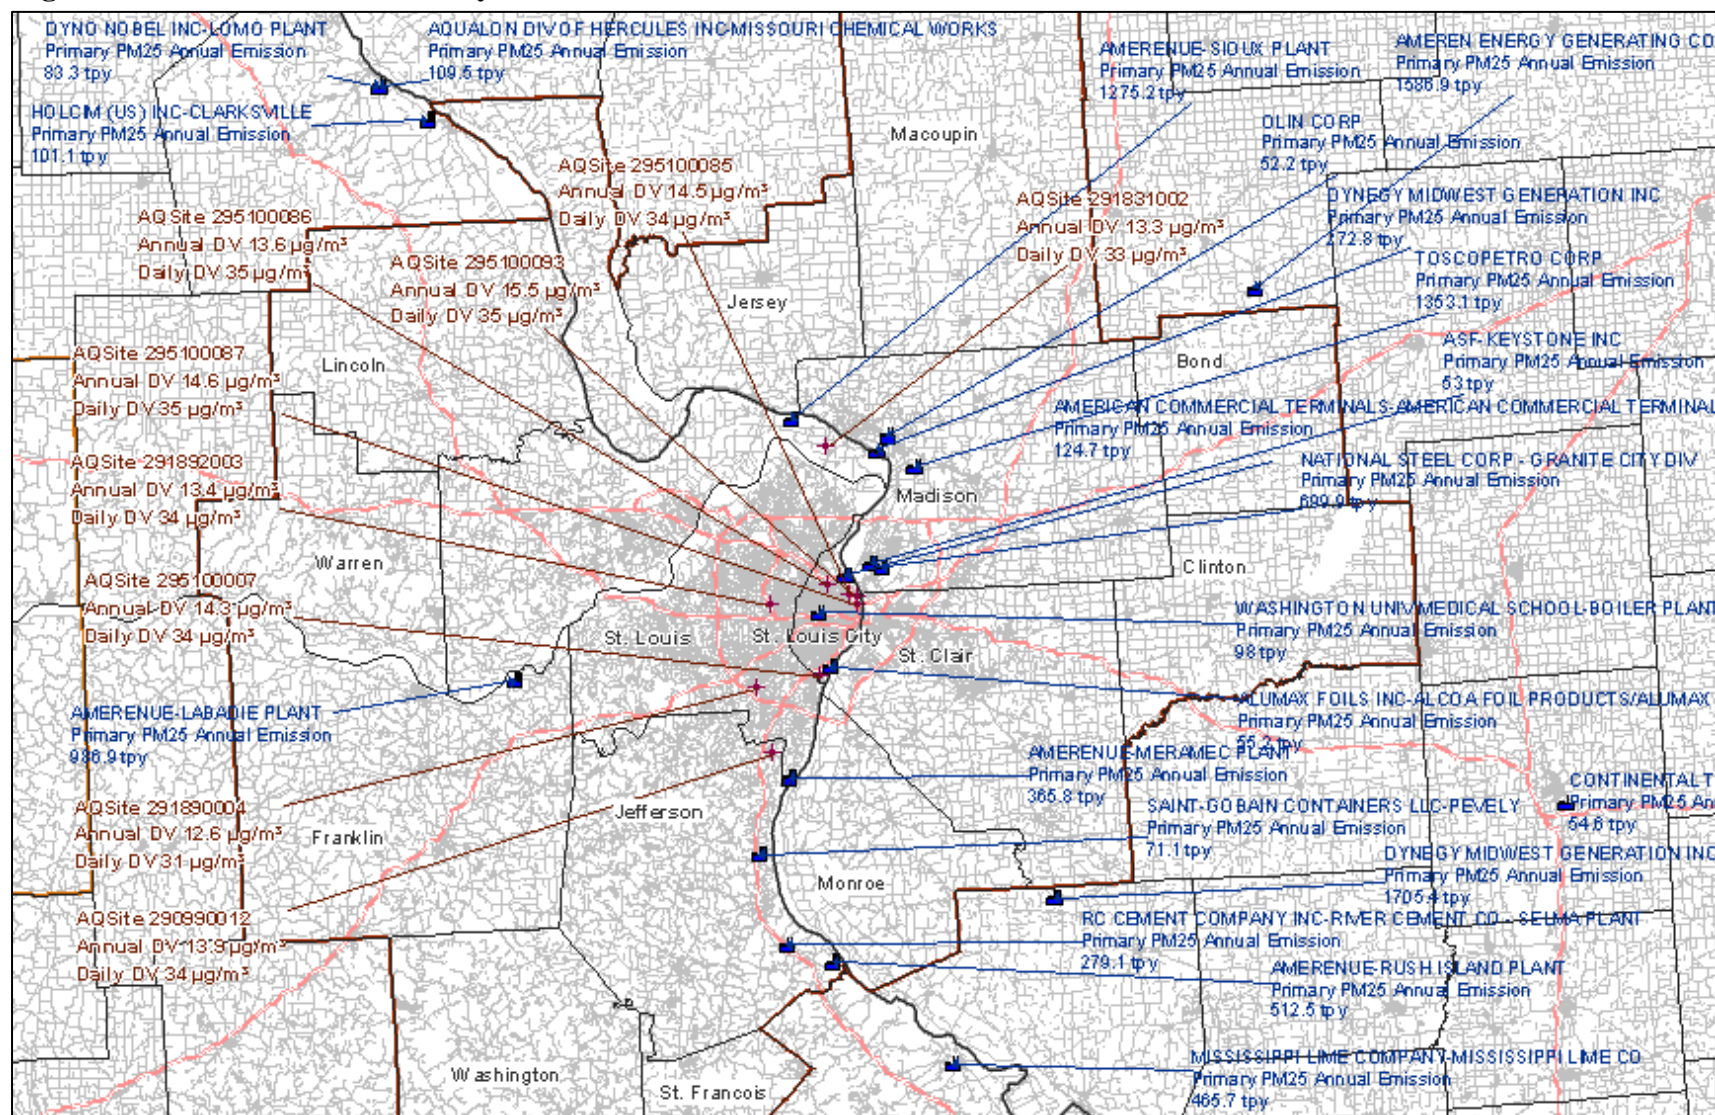 DYNO NOBEL INC-LOMO PLANT
Primary PM25 Annual Emission
83.3 tpy
AQUALON DIV OF HERCULES INC-MISSOURI CHEMICAL WORKS
Primary PM25 Annual Emission
109.5 tpy
AMERENUE-SIOUX PLANT
Primary PM25 Annual Emission
1275.2 tpy
AMEREN ENERGY GENERATING CO
Primary PM25 Annual Emission
1586.9 tpy
HOLCIM (US) INC-CLARKSVILLE
Primary PM25 Annual Emission
101.1 tpy
Macoupin
OLIN CORP
Primary PM25 Annual Emission
52.2 tpy
AQSite 295100085
Annual DV 14.5 µg/m³
Daily DV 34 µg/m³
AQSite 291831002
Annual DV 13.3 µg/m³
Daily DV 33 µg/m³
DYNEGY MIDWEST GENERATION INC
Primary PM25 Annual Emission
272.8 tpy
AQSite 295100086
Annual DV 13.6 µg/m³
Daily DV 35 µg/m³
AQSite 295100093
Annual DV 15.5 µg/m³
Daily DV 35 µg/m³
TOSCOPETRO CORP
Primary PM25 Annual Emission
1353.1 tpy
Jersey
ASF-KEYSTONE INC
Primary PM25 Annual Emission
53 tpy
AQSite 295100087
Annual DV 14.6 µg/m³
Daily DV 35 µg/m³
Lincoln
Bond
AMERICAN COMMERCIAL TERMINALS-AMERICAN COMMERCIAL TERMINAL
Primary PM25 Annual Emission
124.7 tpy
AQSite 291892003
Annual DV 13.4 µg/m³
Daily DV 34 µg/m³
NATIONAL STEEL CORP - GRANITE CITY DIV
Primary PM25 Annual Emission
699.9 tpy
Madison
Warren
Clinton
AQSite 295100007
Annual DV 14.3 µg/m³
Daily DV 34 µg/m³
WASHINGTON UNIV MEDICAL SCHOOL-BOILER PLANT
Primary PM25 Annual Emission
98 tpy
St. Louis
St. Louis City
St. Clair
AMERENUE-LABADIE PLANT
Primary PM25 Annual Emission
986.9 tpy
ALUMAX FOILS INC-ALCOA FOIL PRODUCTS/ALUMAX
Primary PM25 Annual Emission
55.2 tpy
AMERENUE-MERAMEC PLANT
Primary PM25 Annual Emission
365.8 tpy
CONTINENTAL T
Primary PM25 An
54.6 tpy
AQSite 291890004
Annual DV 12.6 µg/m³
Daily DV 31 µg/m³
Franklin
Jefferson
SAINT-GOBAIN CONTAINERS LLC-PEVELY
Primary PM25 Annual Emission
71.1 tpy
DYNEGY MIDWEST GENERATION INC
Primary PM25 Annual Emission
1705.4 tpy
Monroe
AQSite 290990012
Annual DV 13.9 µg/m³
Daily DV 34 µg/m³
RC CEMENT COMPANY INC-RIVER CEMENT CO - SELMA PLANT
Primary PM25 Annual Emission
279.1 tpy
AMERENUE-RUSH ISLAND PLANT
Primary PM25 Annual Emission
512.5 tpy
Washington
St. Francois
MISSISSIPPI LIME COMPANY-MISSISSIPPI LIME CO
Primary PM25 Annual Emission
465.7 tpy